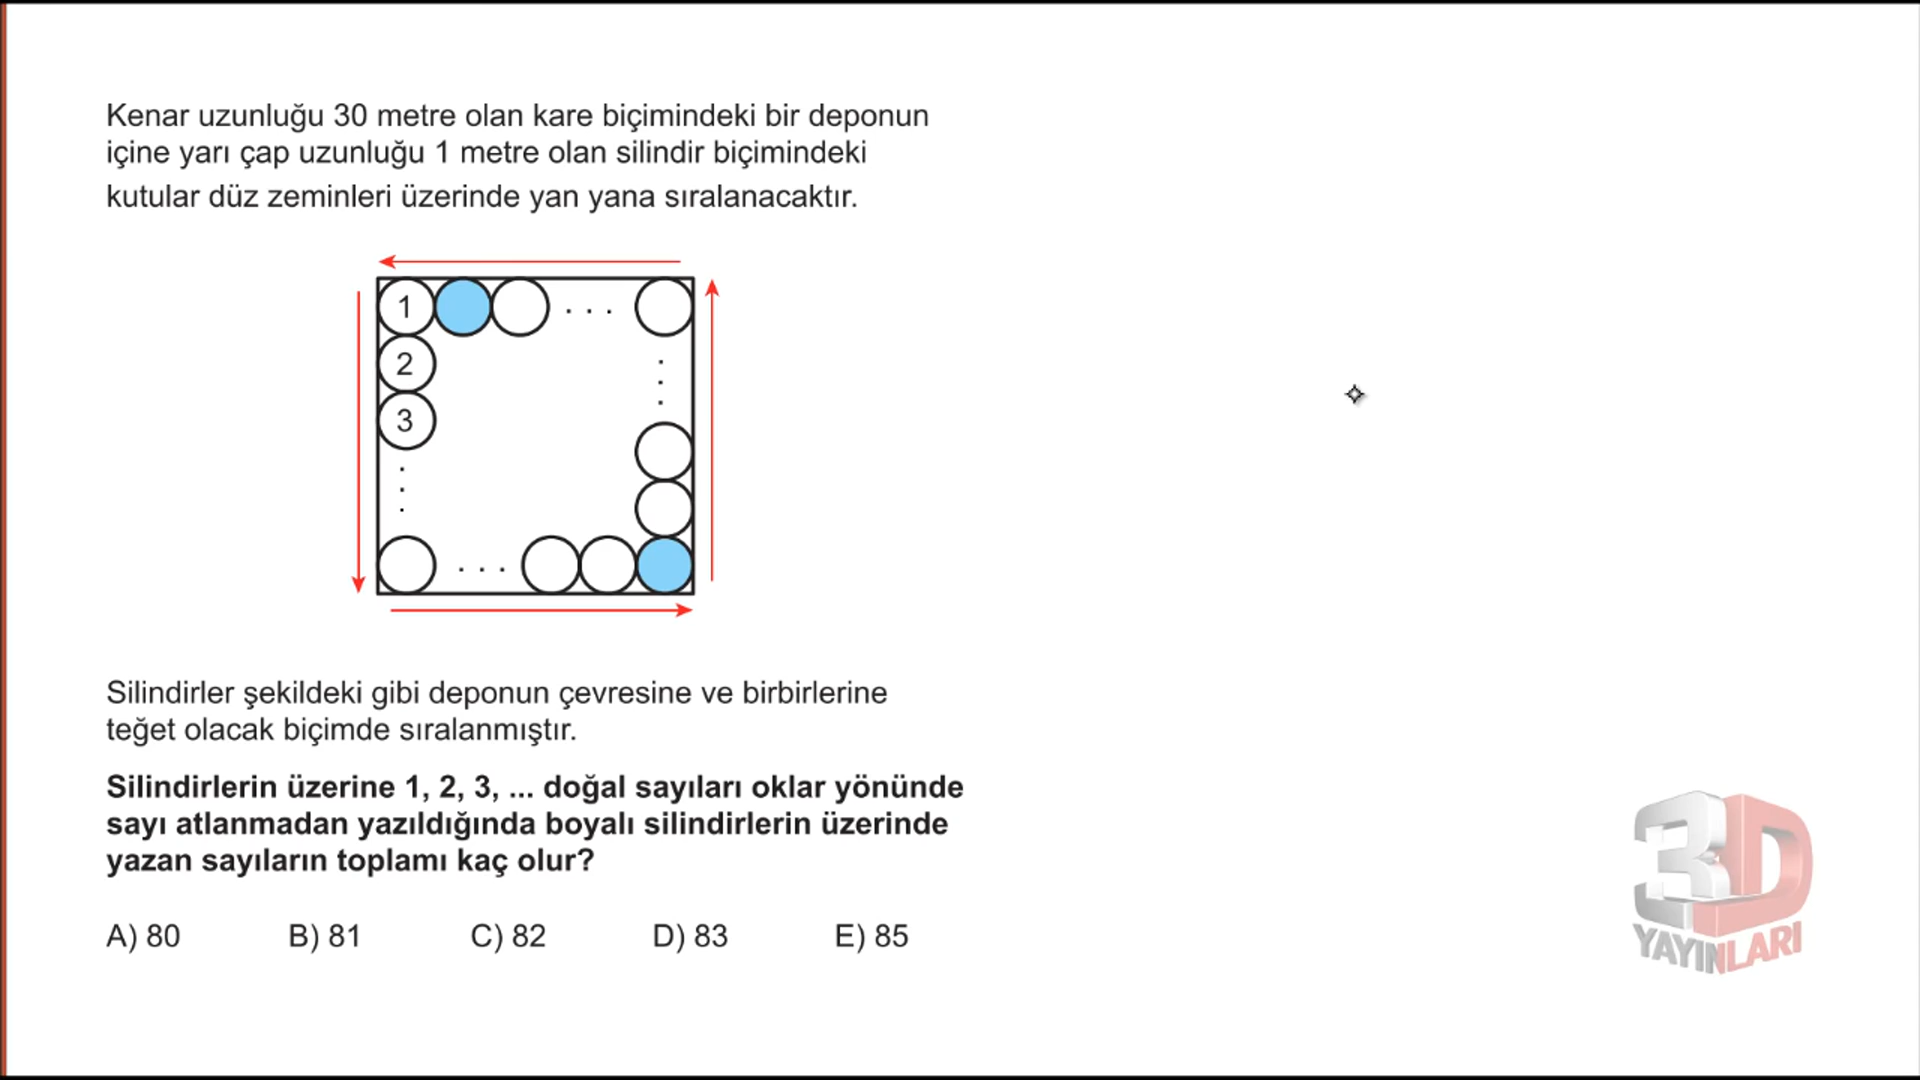 Kenar uzunluğu 30 metre olan kare biçimindeki bir deponun
içine yarı çap uzunluğu 1 metre olan silindir biçimindeki
kutular düz zeminleri üzerinde yan yana sıralanacaktır.
1
. . .
2
3
. . .
Silindirler şekildeki gibi deponun çevresine ve birbirlerine
teğet olacak biçimde sıralanmıştır.
Silindirlerin üzerine 1, 2, 3, ... doğal sayıları oklar yönünde
sayı atlanmadan yazıldığında boyalı silindirlerin üzerinde
yazan sayıların toplamı kaç olur?
A) 80 B) 81 C) 82 D) 83 E) 85
3D
YAYINLARI